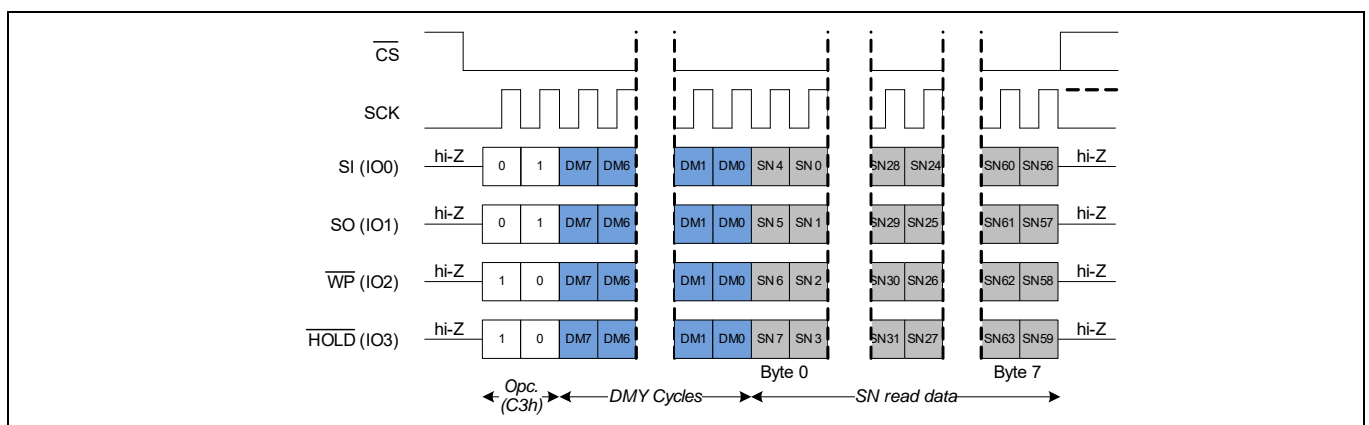 CS
SCK
SI (IO0) hi-Z 0 1 DM7 DM6 DM1 DM0 SN 4 SN 0 SN28 SN24 SN60 SN56 hi-Z
SO (IO1) hi-Z 0 1 DM7 DM6 DM1 DM0 SN 5 SN 1 SN29 SN25 SN61 SN57 hi-Z
WP (IO2) hi-Z 1 0 DM7 DM6 DM1 DM0 SN 6 SN 2 SN30 SN26 SN62 SN58 hi-Z
HOLD (IO3) hi-Z 1 0 DM7 DM6 DM1 DM0 SN 7 SN 3 SN31 SN27 SN63 SN59 hi-Z
Byte 0 Byte 7
Opc. DMY Cycles SN read data
(C3h)